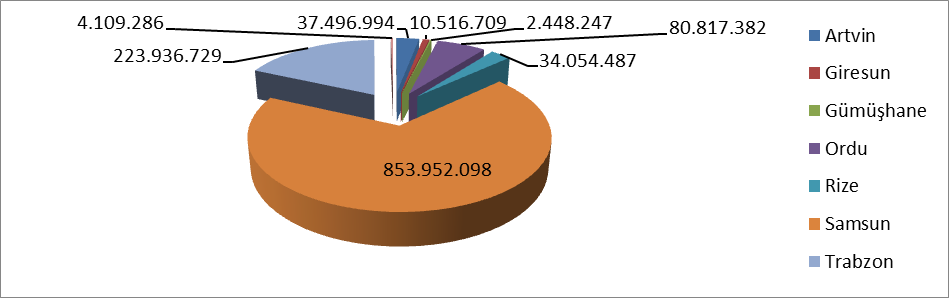 4.109.286
37.496.994
10.516.709
2.448.247
80.817.382
223.936.729
34.054.487
853.952.098
Artvin
Giresun
Gümüşhane
Ordu
Rize
Samsun
Trabzon